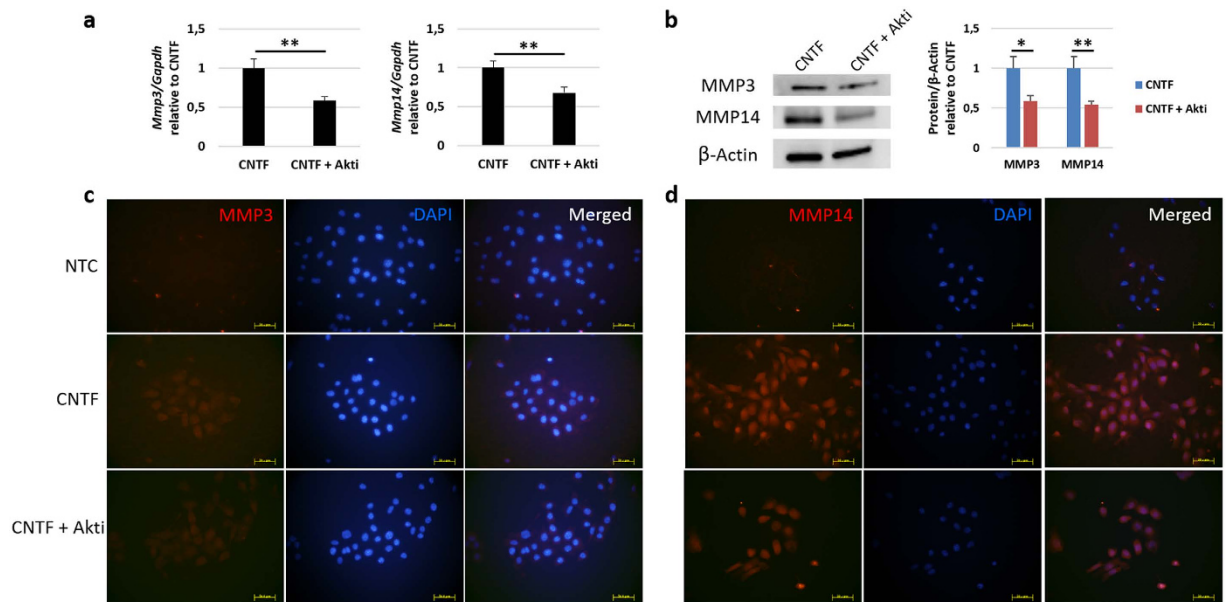 a
1,5
1
0,5
0
Mmp3/Gapdh
relative to CNTF
**
CNTF
CNTF + Akti
1,5
1
0,5
0
Mmp14/Gapdh
relative to CNTF
**
CNTF
CNTF + Akti
b
CNTF
CNTF + Akti
MMP3
MMP14
β-Actin
1,5
1
0,5
0
Protein/β-Actin
relative to CNTF
*
**
MMP3
MMP14
CNTF
CNTF + Akti
c
MMP3
DAPI
Merged
d
MMP14
DAPI
Merged
NTC
CNTF
CNTF + Akti